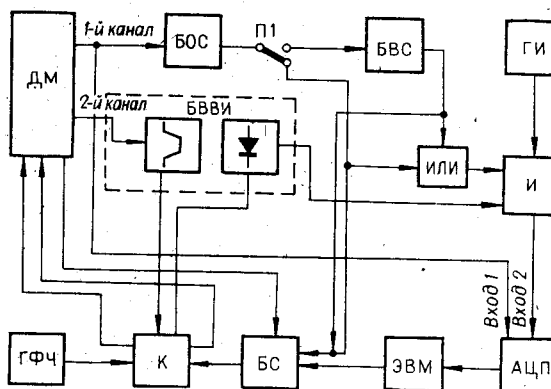 1-й канал
БОС
П1
БВС
ГИ
ДМ
2-й канал
БВВИ
ИЛИ
И
Вход 1
Вход 2
ГФЧ
К
БС
ЭВМ
АЦП